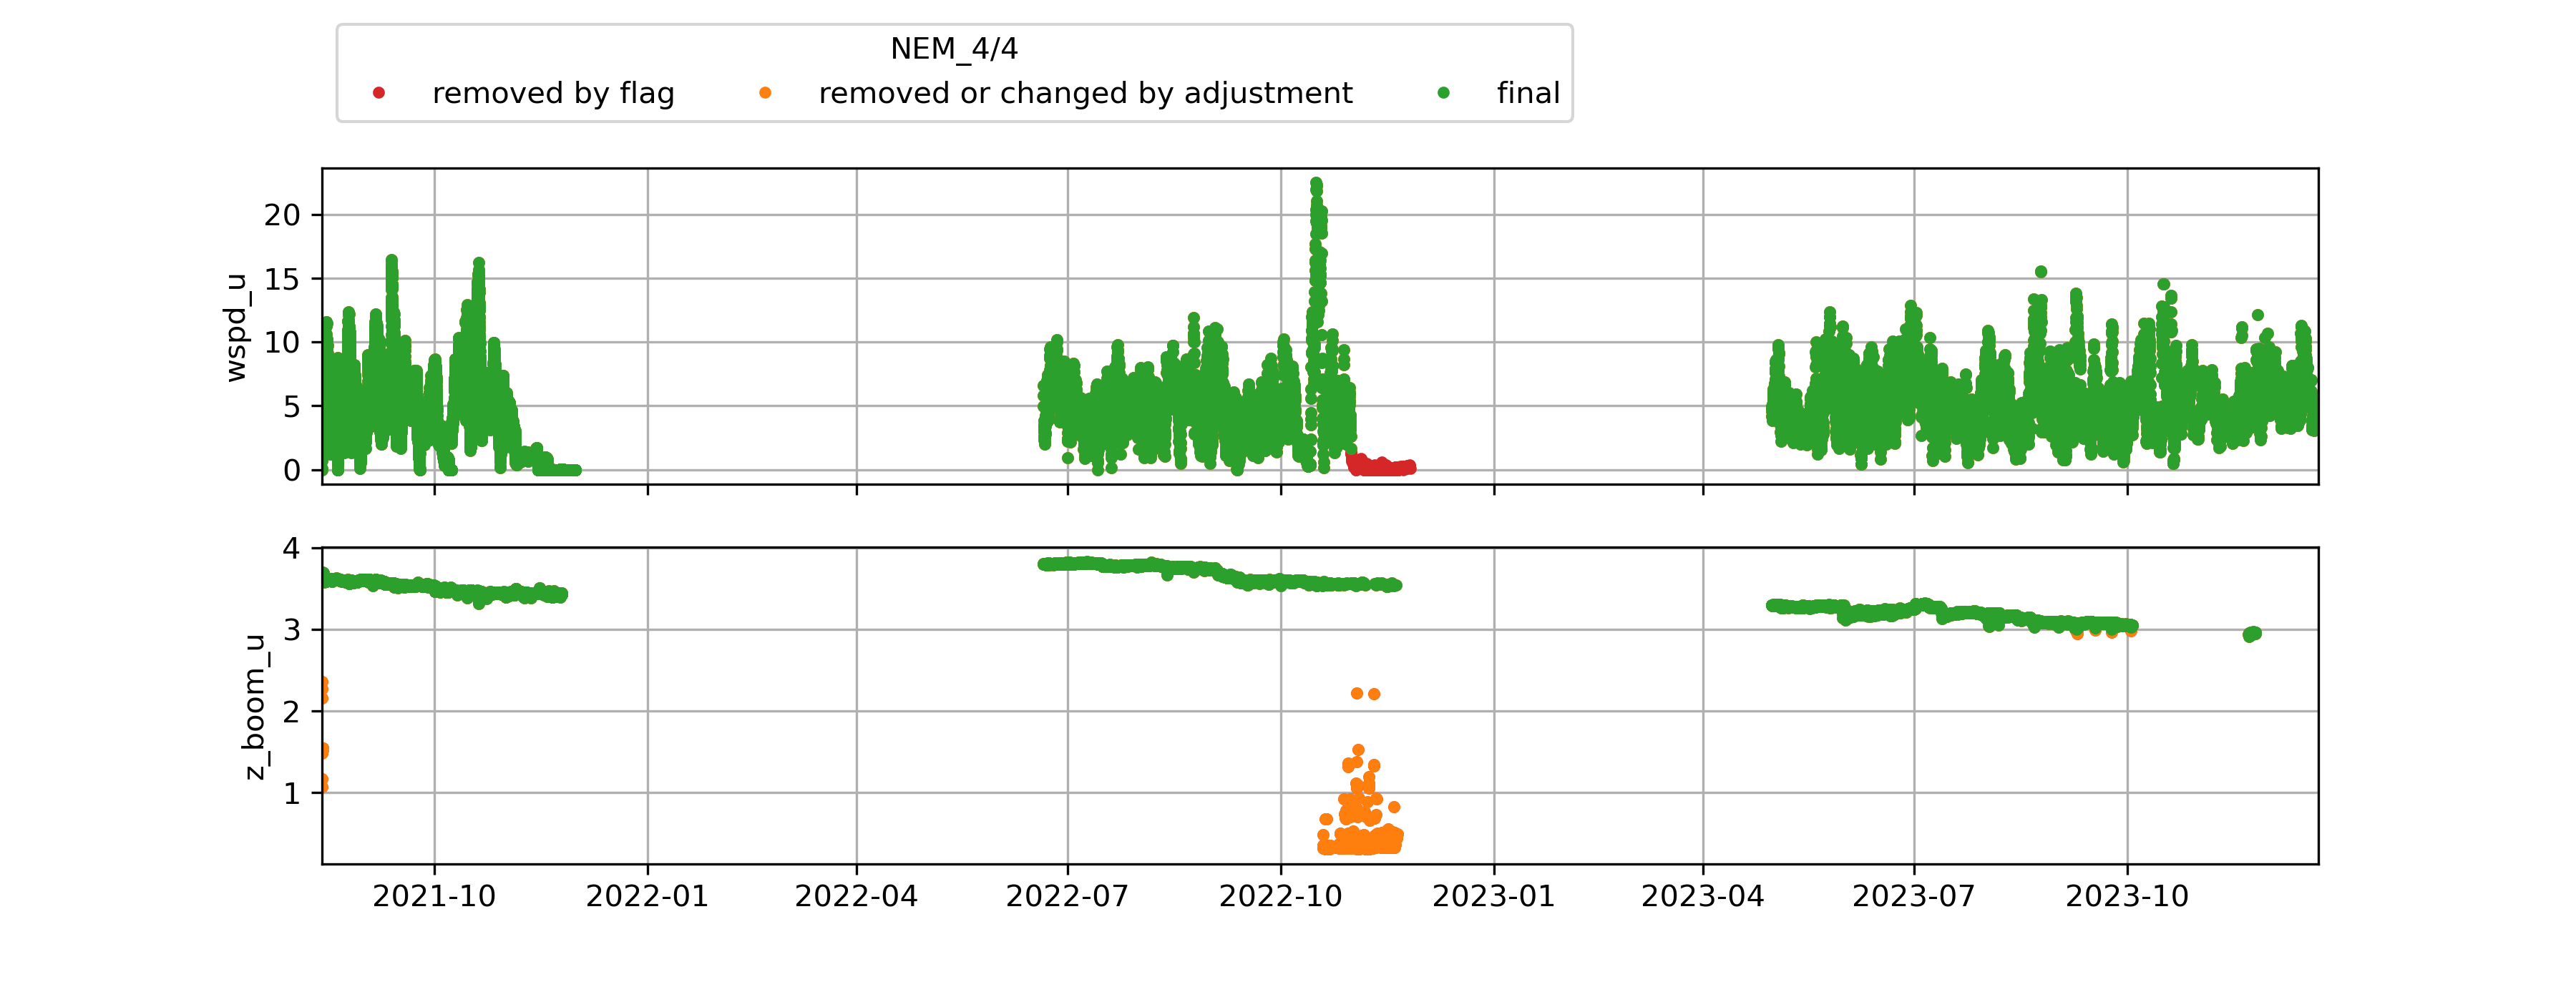 NEM_4/4
removed by flag removed or changed by adjustment final
wspd_u
20
15
10
5
0
z_boom_u
4
3
2
1
2021-10 2022-01 2022-04 2022-07 2022-10 2023-01 2023-04 2023-07 2023-10